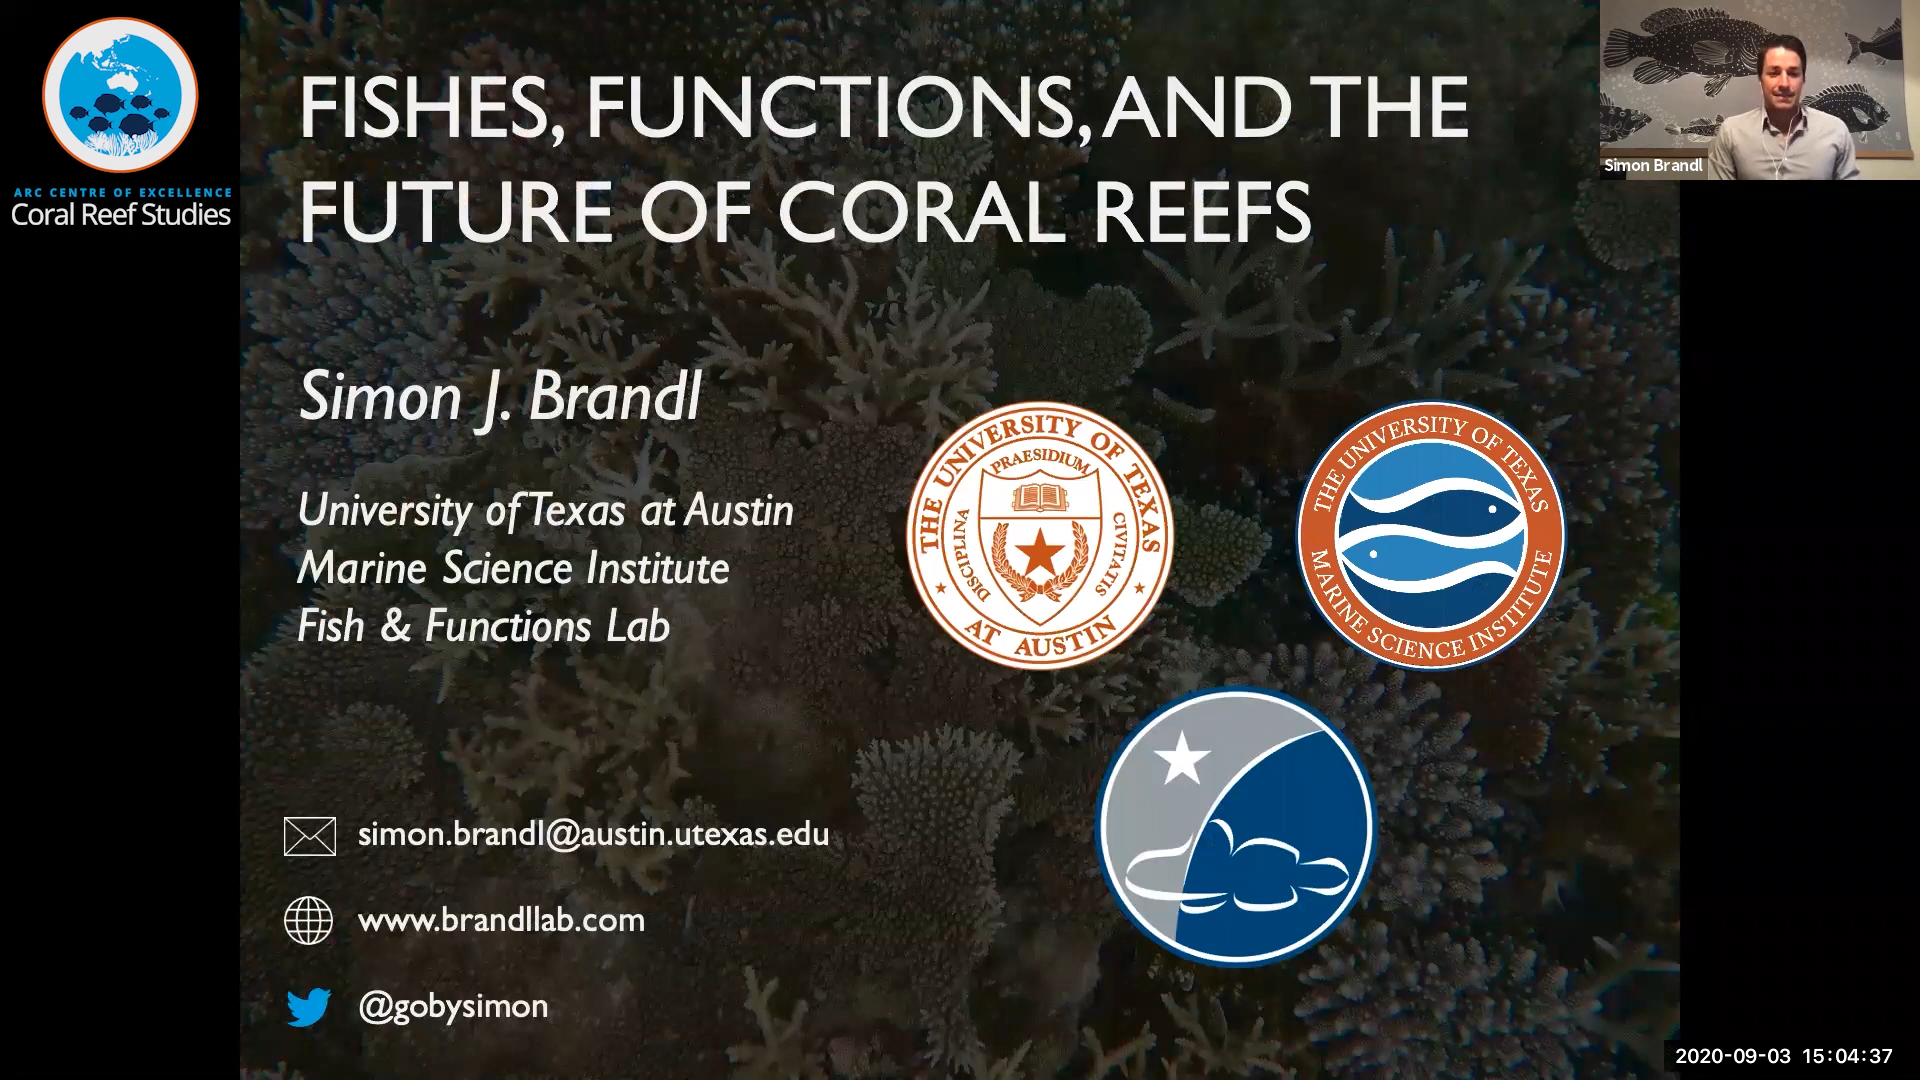 ARC CENTRE OF EXCELLENCE
Coral Reef Studies
FISHES, FUNCTIONS, AND THE
FUTURE OF CORAL REEFS
Simon Brandl
Simon J. Brandl
University of Texas at Austin
Marine Science Institute
Fish & Functions Lab
THE UNIVERSITY OF TEXAS
AT AUSTIN
PRAESIDIUM
DISCIPLINA
CIVITATIS
THE UNIVERSITY OF TEXAS
MARINE SCIENCE INSTITUTE
simon.brandl@austin.utexas.edu
www.brandllab.com
@gobysimon
2020-09-03 15:04:37